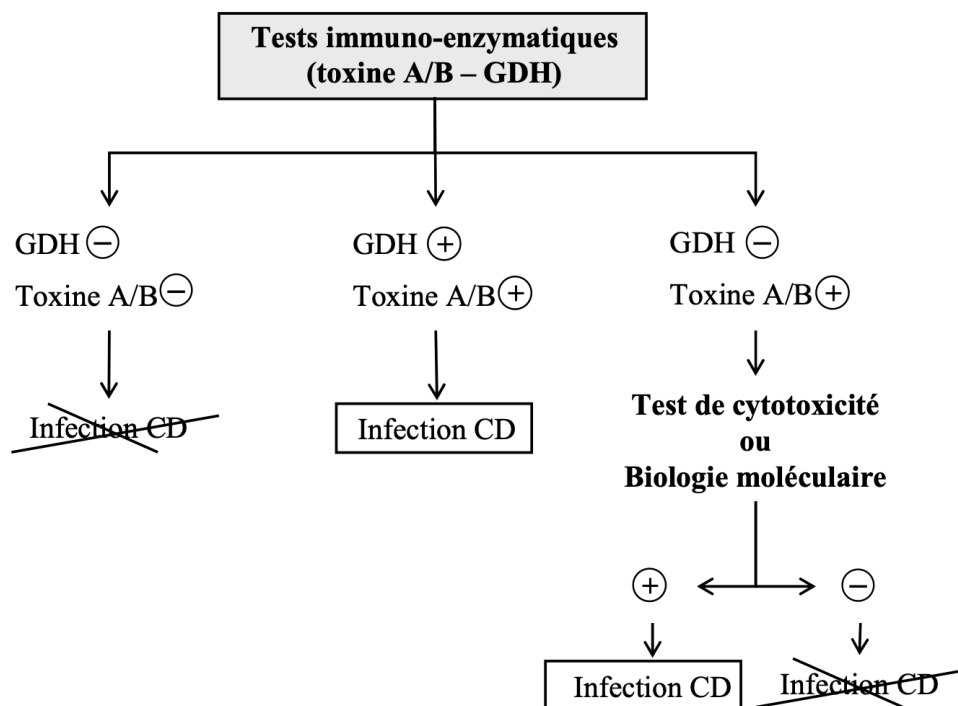 Tests immuno-enzymatiques
(toxine A/B – GDH)
GDH ⊖
Toxine A/B ⊖
Infection CD
GDH ⊕
Toxine A/B ⊕
Infection CD
GDH ⊖
Toxine A/B ⊕
Test de cytotoxicité
ou
Biologie moléculaire
⊕
⊖
Infection CD
Infection CD